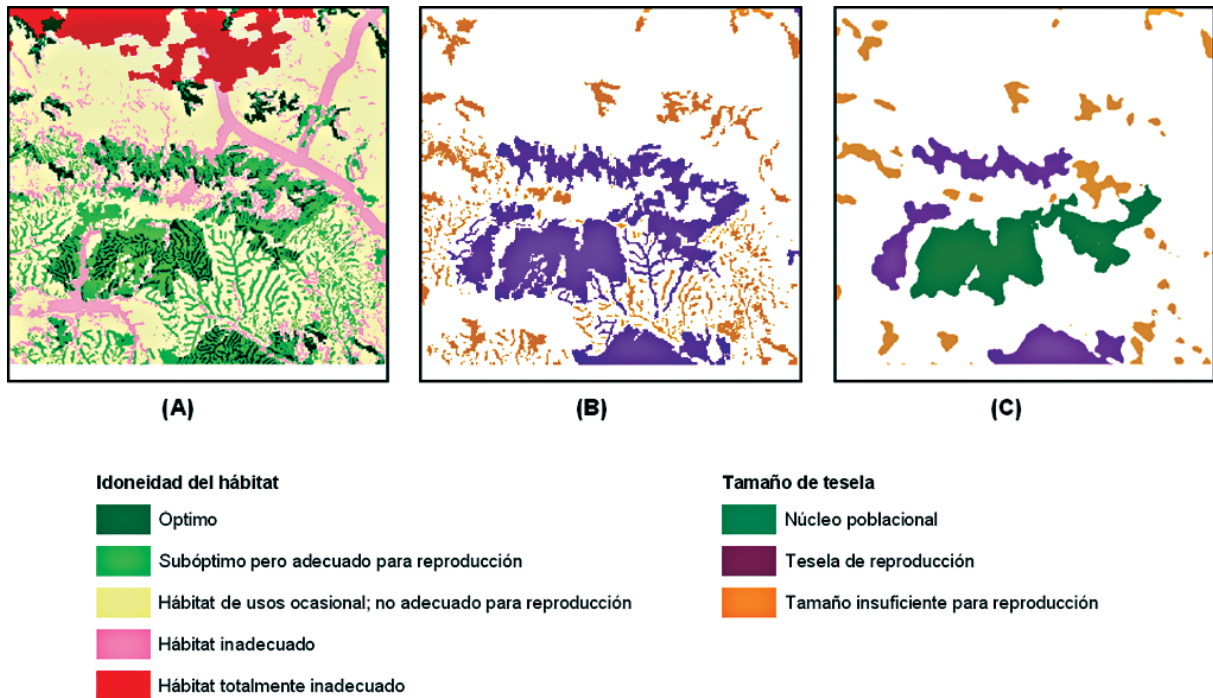 (A)
(B)
(C)
Idoneidad del hábitat
Óptimo
Subóptimo pero adecuado para reproducción
Hábitat de usos ocasional; no adecuado para reproducción
Hábitat inadecuado
Hábitat totalmente inadecuado
Tamaño de tesela
Núcleo poblacional
Tesela de reproducción
Tamaño insuficiente para reproducción